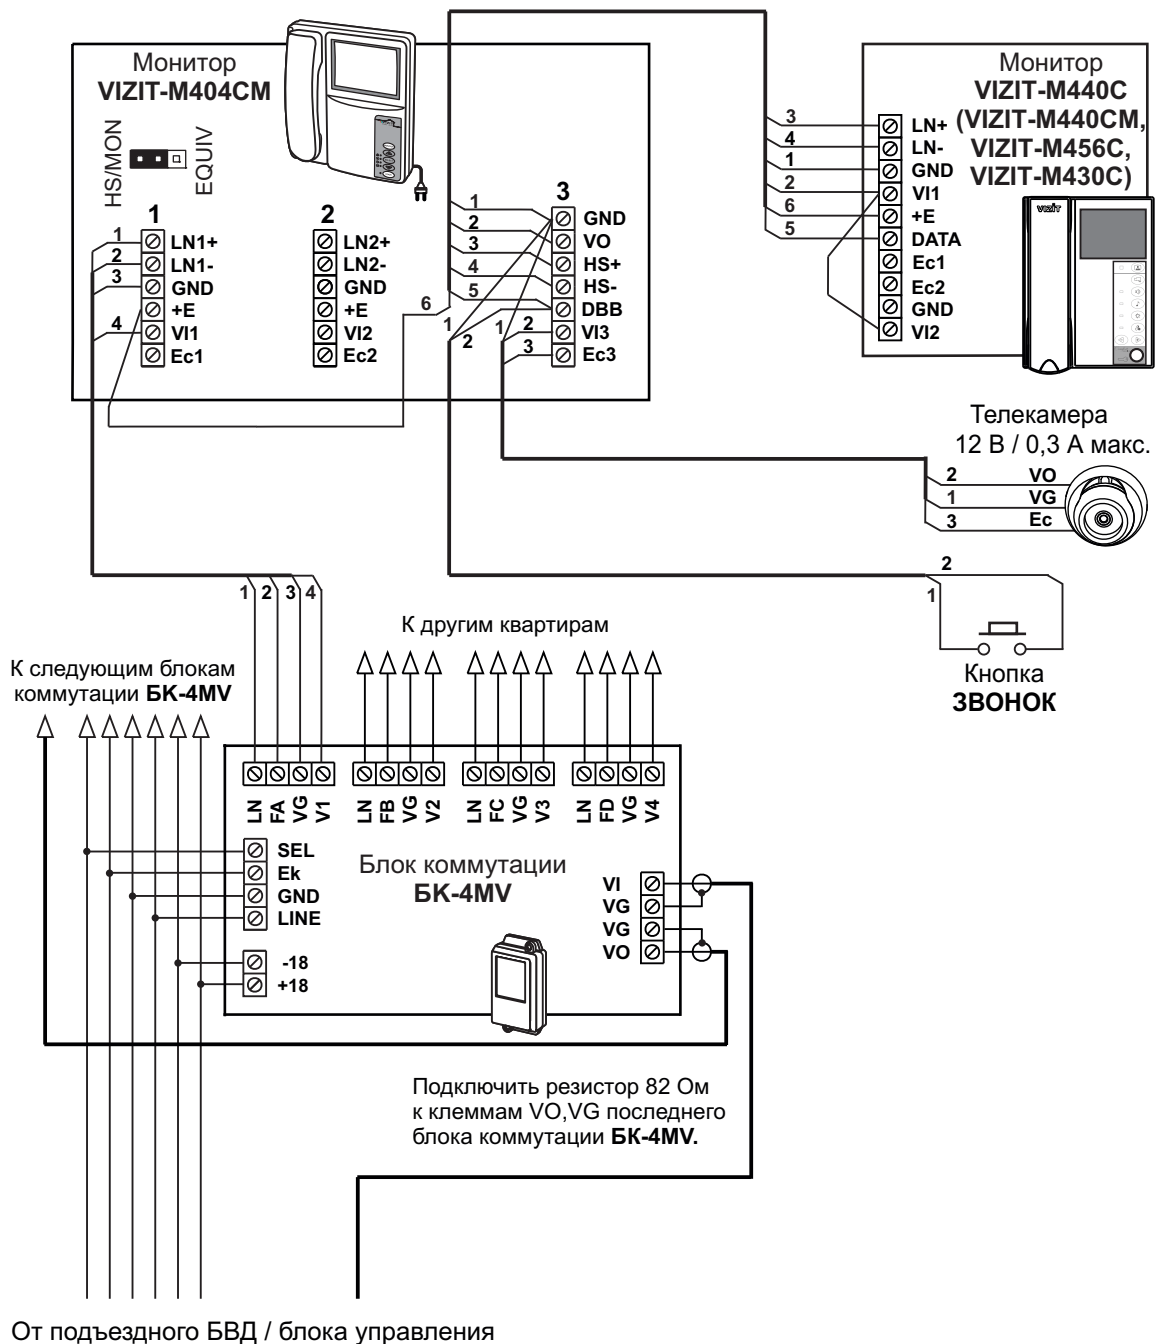 Монитор
VIZIT-M404CM
HS/MON
EQUIV
1
LN1+
LN1-
GND
+E
VI1
Ec1
1
2
3
4
2
LN2+
LN2-
GND
+E
VI2
Ec2
3
GND
VO
HS+
HS-
DBB
VI3
Ec3
1
2
3
4
5
6
1
2
1
2
3
Монитор
VIZIT-M440C
(VIZIT-M440CM,
VIZIT-M456C,
VIZIT-M430C)
3
4
1
2
6
5
LN+
LN-
GND
VI1
+E
DATA
Ec1
Ec2
GND
VI2
VIZIT
Телекамера
12 В / 0,3 А макс.
2 VO
1 VG
3 Ec
2
1
Кнопка
ЗВОНОК
1 2 3 4
К другим квартирам
К следующим блокам
коммутации БК-4MV
LN FA VG V1
LN FB VG V2
LN FC VG V3
LN FD VG V4
SEL
Ek
GND
LINE
-18
+18
Блок коммутации
БК-4MV
VI
VG
VG
VO
Подключить резистор 82 Ом
к клеммам VO,VG последнего
блока коммутации БК-4MV.
От подъездного БВД / блока управления